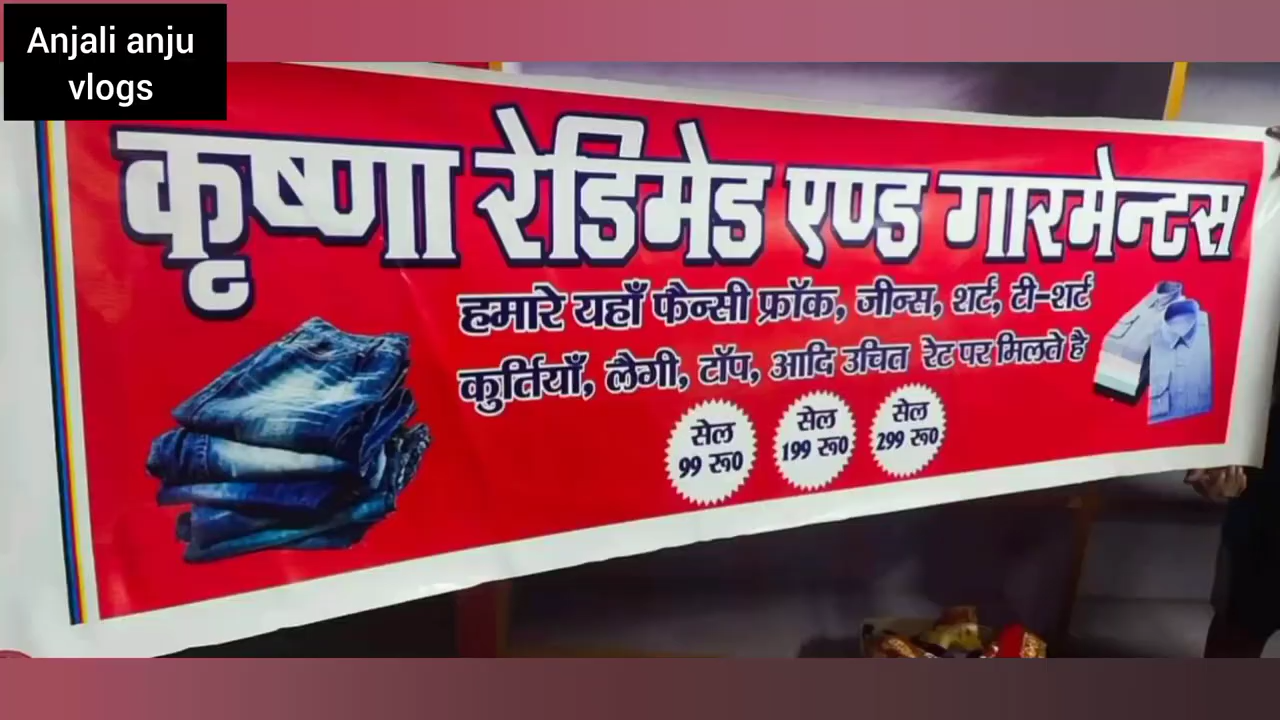 Anjali anju
vlogs
कृष्णा रेडिमेड एण्ड गारमेन्टस
हमारे यहाँ फैन्सी फ्रॉक, जीन्स, शर्ट, टी-शर्ट
कुर्तियाँ, लैगी, टॉप, आदि उचित रेट पर मिलते है
सेल
99 रू0
सेल
199 रू0
सेल
299 रू0